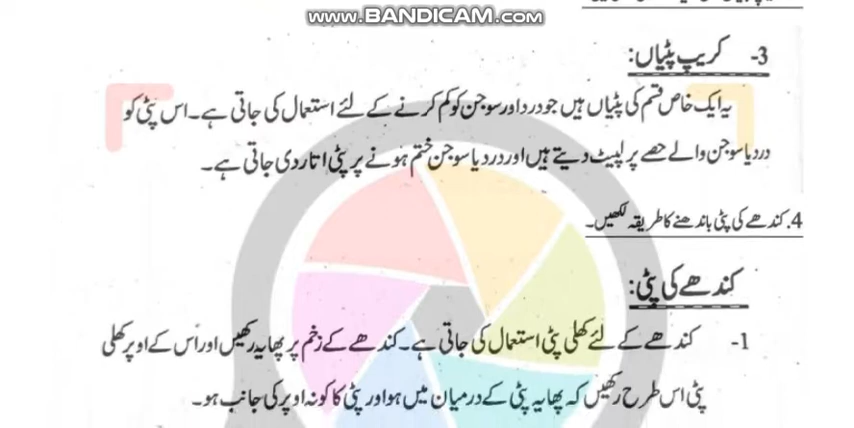 www.BANDICAM.com
3- کریپ پٹیاں:
یہ ایک خاص قسم کی پٹیاں ہیں جو درد اور سوجن کو کم کرنے کے لئے استعمال کی جاتی ہے۔ اس پٹی کو
درد یا سوجن والے حصے پر لپیٹ دیتے ہیں اور درد یا سوجن ختم ہونے پر پٹی اتار دی جاتی ہے۔
4. کندھے کی پٹی باندھنے کا طریقہ لکھیں۔
کندھے کی پٹی:
1- کندھے کے لئے کھلی پٹی استعمال کی جاتی ہے۔ کندھے کے زخم پر پھایہ رکھیں اور اُس کے اوپر کھلی
پٹی اس طرح رکھیں کہ پھایہ پٹی کے درمیان میں ہو اور پٹی کا کونہ اوپر کی جانب ہو۔